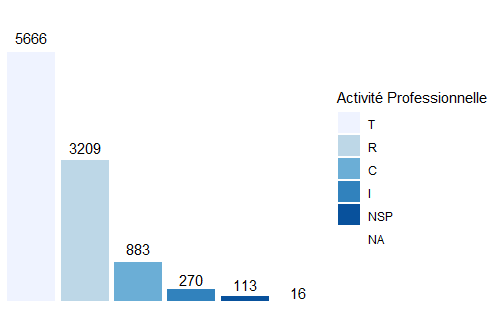 5666
3209
883
270
113
16
Activité Professionnelle
T
R
C
I
NSP
NA